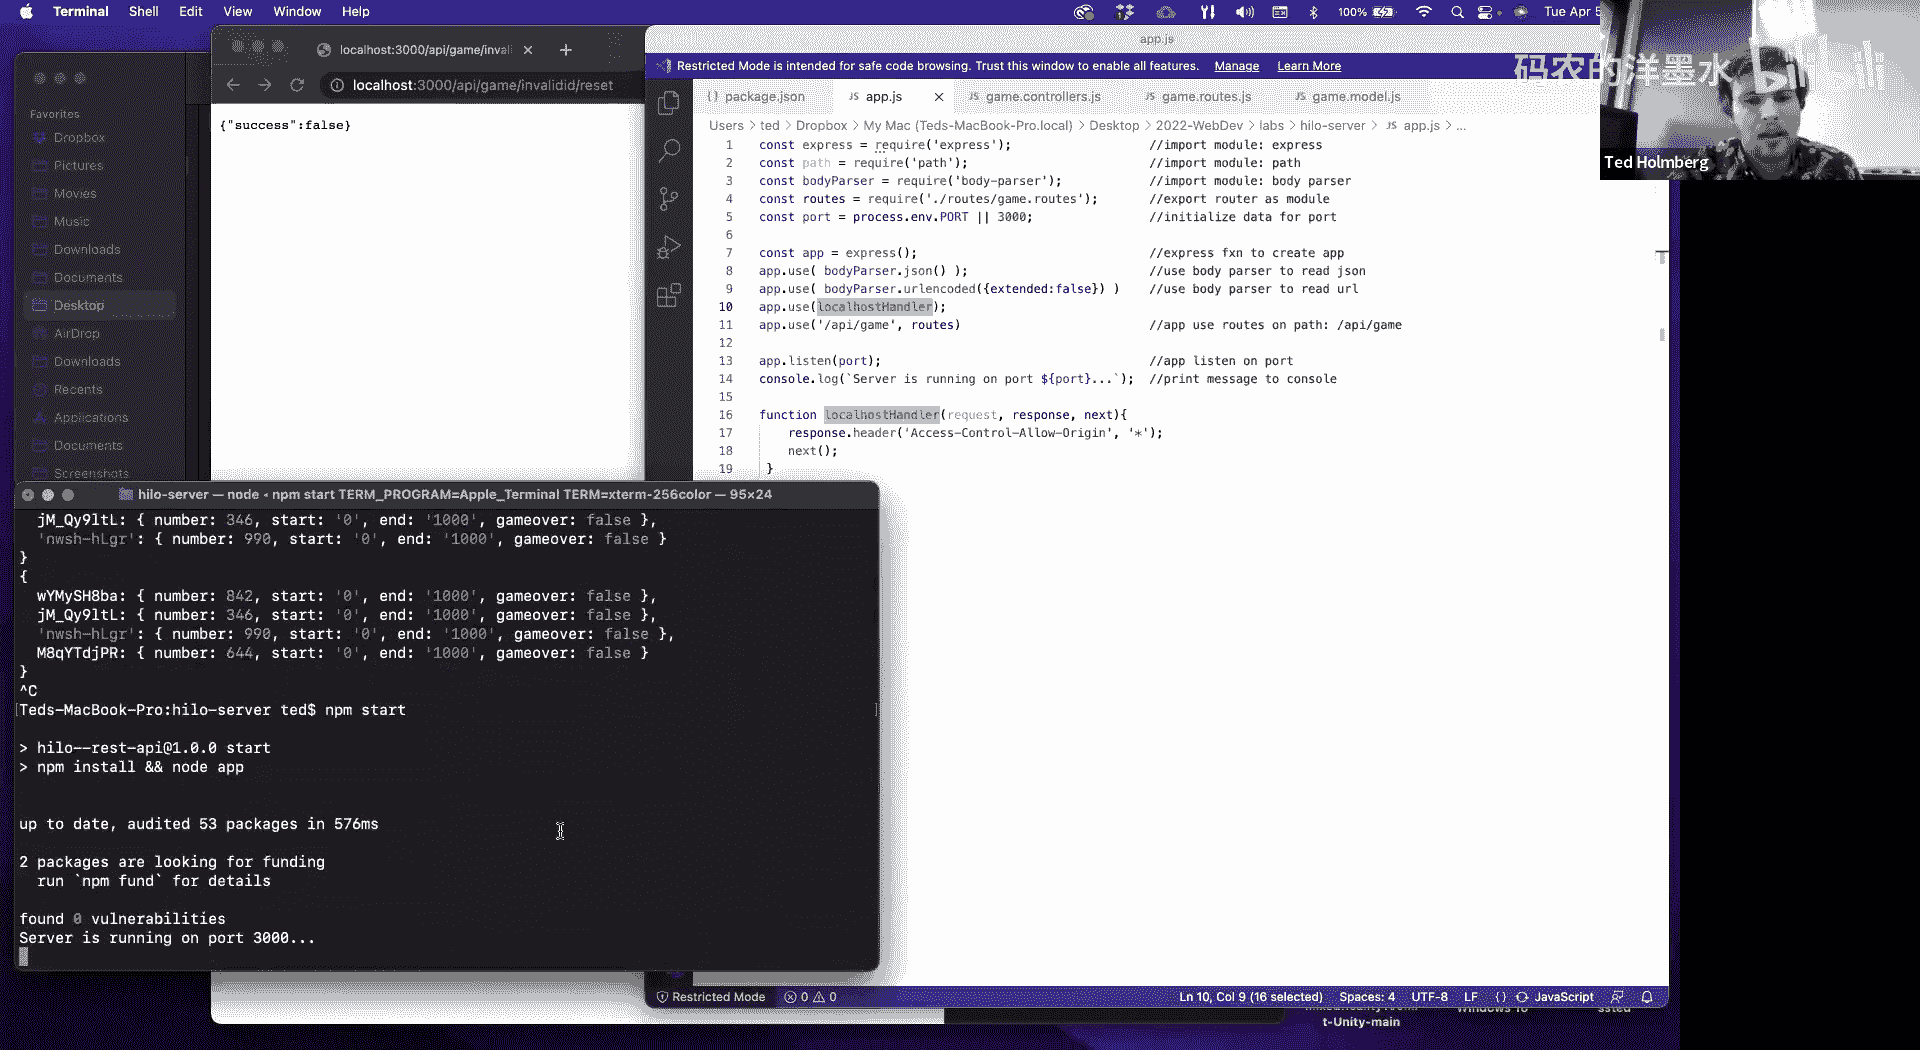 Terminal Shell Edit View Window Help 100% Tue Apr 5
app.js
localhost:3000/api/game/invali
localhost:3000/api/game/invalidid/reset
{"success":false}
Favorites
Dropbox
Pictures
Movies
Music
Downloads
Documents
Desktop
AirDrop
Downloads
Recents
Applications
Documents
Screenshots
Restricted Mode is intended for safe code browsing. Trust this window to enable all features. Manage Learn More
{} package.json JS app.js JS game.controllers.js JS game.routes.js JS game.model.js
Users > ted > Dropbox > My Mac (Teds-MacBook-Pro.local) > Desktop > 2022-WebDev > labs > hilo-server > JS app.js > ...
1 const express = require('express'); //import module: express
2 const path = require('path'); //import module: path
3 const bodyParser = require('body-parser'); //import module: body parser
4 const routes = require('./routes/game.routes'); //export router as module
5 const port = process.env.PORT || 3000; //initialize data for port
6
7 const app = express(); //express fxn to create app
8 app.use( bodyParser.json() ); //use body parser to read json
9 app.use( bodyParser.urlencoded({extended:false}) ) //use body parser to read url
10 app.use(localhostHandler);
11 app.use('/api/game', routes) //app use routes on path: /api/game
12
13 app.listen(port); //app listen on port
14 console.log(`Server is running on port ${port}...`); //print message to console
15
16 function localhostHandler(request, response, next){
17 response.header('Access-Control-Allow-Origin', '*');
18 next();
19 }
码农的洋墨水 bilibili
Ted Holmberg
hilo-server — node ◂ npm start TERM_PROGRAM=Apple_Terminal TERM=xterm-256color — 95×24
jM_Qy9ltL: { number: 346, start: '0', end: '1000', gameover: false },
'nwsh-hLgr': { number: 990, start: '0', end: '1000', gameover: false }
}
{
wYMySH8ba: { number: 842, start: '0', end: '1000', gameover: false },
jM_Qy9ltL: { number: 346, start: '0', end: '1000', gameover: false },
'nwsh-hLgr': { number: 990, start: '0', end: '1000', gameover: false },
M8qYTdjPR: { number: 644, start: '0', end: '1000', gameover: false }
}
^C
Teds-MacBook-Pro:hilo-server ted$ npm start
> hilo--rest-api@1.0.0 start
> npm install && node app
up to date, audited 53 packages in 576ms
2 packages are looking for funding
run `npm fund` for details
found 0 vulnerabilities
Server is running on port 3000...
Restricted Mode 0 0 Ln 10, Col 9 (16 selected) Spaces: 4 UTF-8 LF {} JavaScript
t-Unity-main